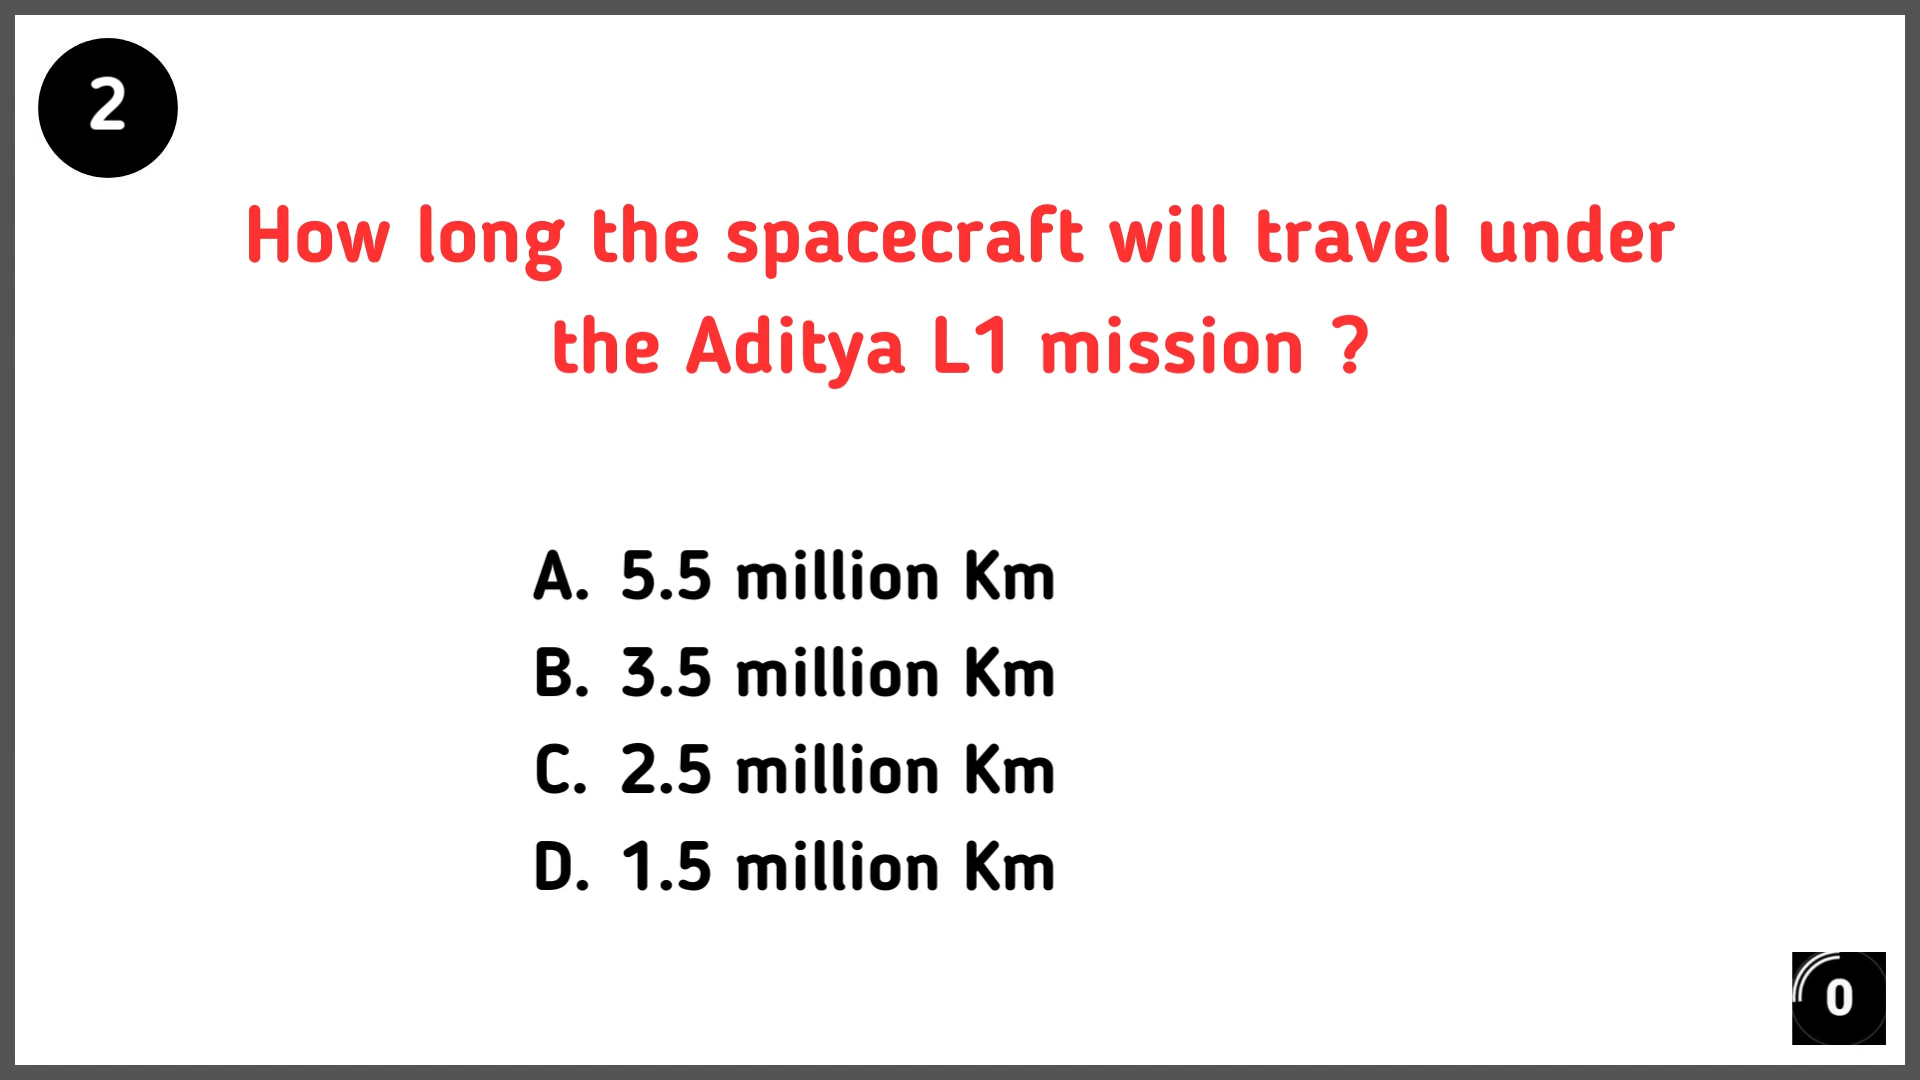 2
How long the spacecraft will travel under
the Aditya L1 mission ?
A. 5.5 million Km
B. 3.5 million Km
C. 2.5 million Km
D. 1.5 million Km
0